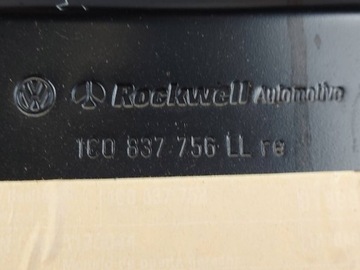 Rockwell Automotive
1C0 837 756 LL re